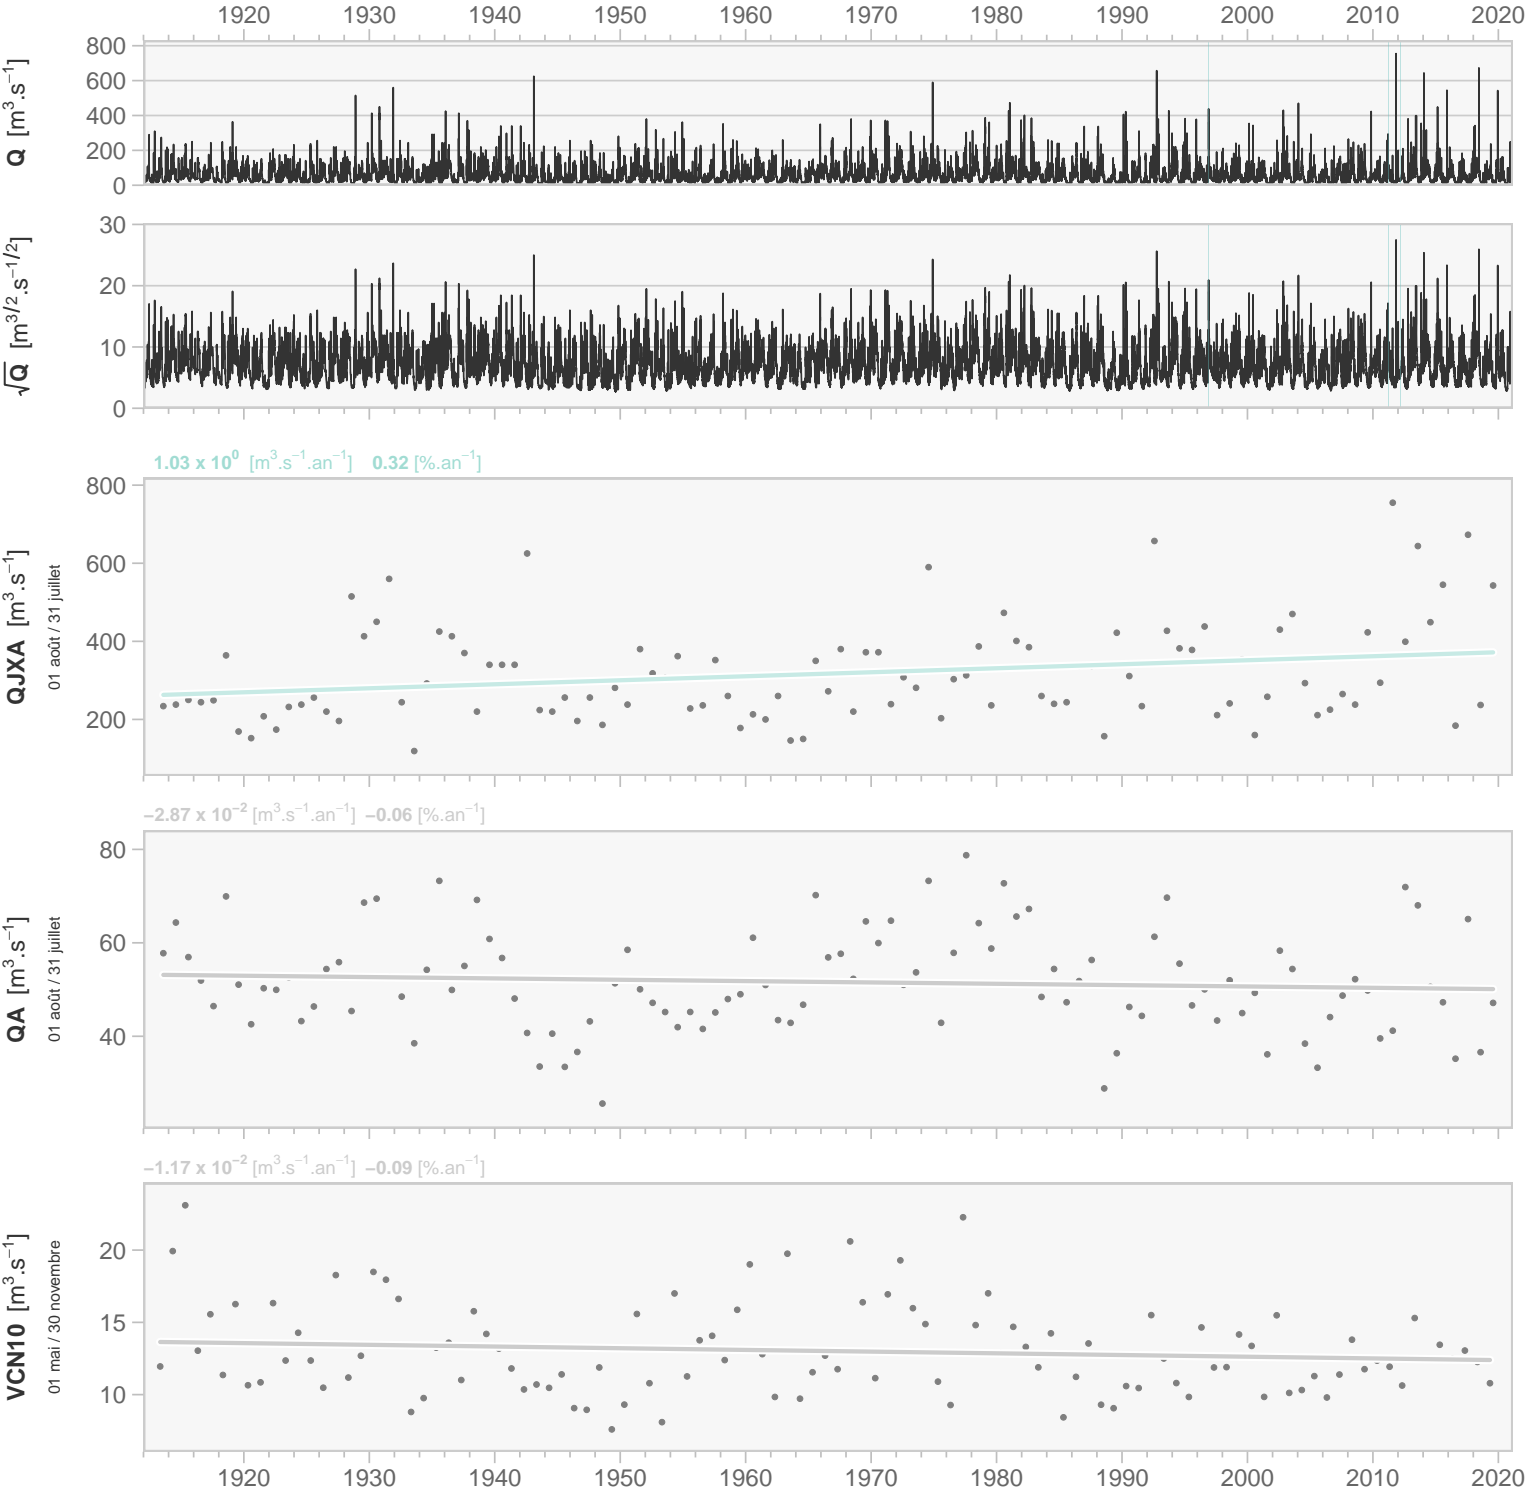 1920 1930 1940 1950 1960 1970 1980 1990 2000 2010 2020
Q [m³.s⁻¹]
800
600
400
200
0
√Q [m³/².s⁻¹/²]
30
20
10
0
1.03 x 10⁰ [m³.s⁻¹.an⁻¹] 0.32 [%.an⁻¹]
QJXA [m³.s⁻¹]
01 août / 31 juillet
800
600
400
200
−2.87 x 10⁻² [m³.s⁻¹.an⁻¹] −0.06 [%.an⁻¹]
QA [m³.s⁻¹]
01 août / 31 juillet
80
60
40
−1.17 x 10⁻² [m³.s⁻¹.an⁻¹] −0.09 [%.an⁻¹]
VCN10 [m³.s⁻¹]
01 mai / 30 novembre
20
15
10
1920 1930 1940 1950 1960 1970 1980 1990 2000 2010 2020